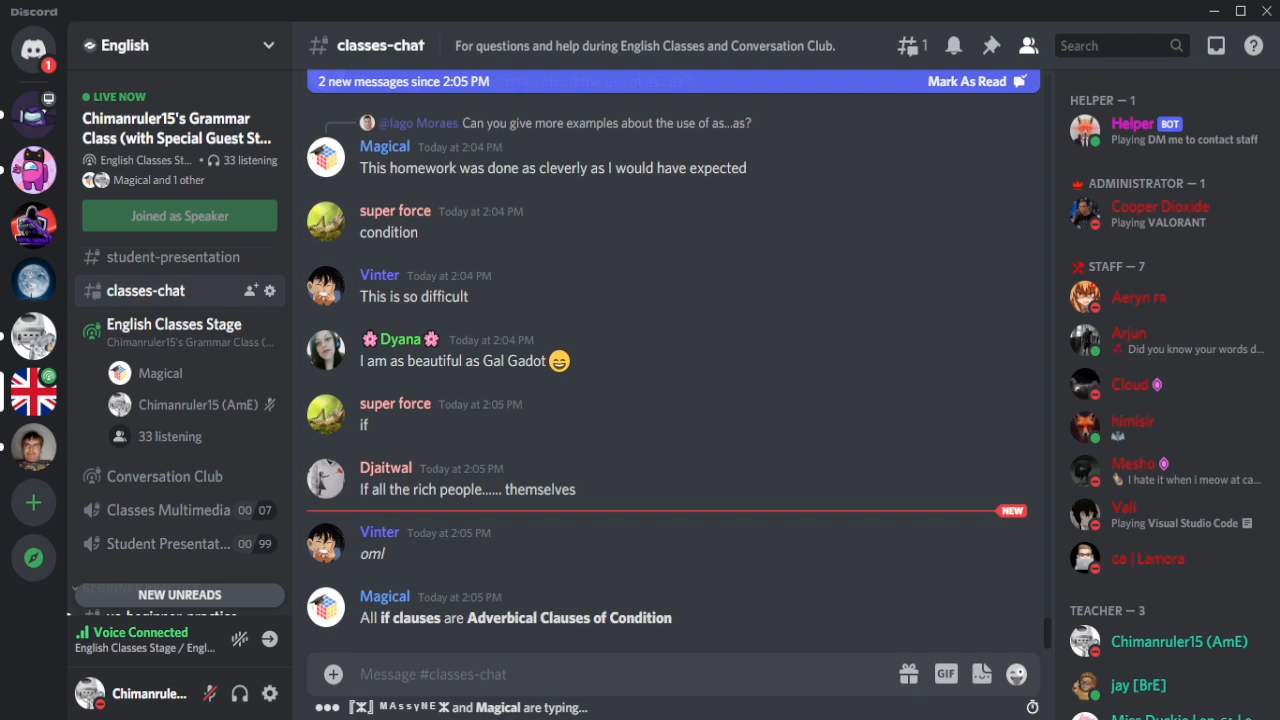 Discord
1
English
LIVE NOW
Chimanruler15's Grammar
Class (with Special Guest St...
English Classes St... • 33 listening
Magical and 1 other
Joined as Speaker
student-presentation
classes-chat
English Classes Stage
Chimanruler15's Grammar Class (...
Magical
Chimanruler15 (AmE)
33 listening
Conversation Club
Classes Multimedia 00 07
Student Presentat... 00 99
NEW UNREADS
Voice Connected
English Classes Stage / Engl...
Chimanrule...
classes-chat
For questions and help during English Classes and Conversation Club.
1
Search
2 new messages since 2:05 PM
Mark As Read
@Iago Moraes Can you give more examples about the use of as...as?
Magical Today at 2:04 PM
This homework was done as cleverly as I would have expected
super force Today at 2:04 PM
condition
Vinter Today at 2:04 PM
This is so difficult
🌸Dyana🌸 Today at 2:04 PM
I am as beautiful as Gal Gadot 😄
super force Today at 2:05 PM
if
Djaitwal Today at 2:05 PM
If all the rich people...... themselves
NEW
Vinter Today at 2:05 PM
oml
Magical Today at 2:05 PM
All if clauses are Adverbical Clauses of Condition
Message #classes-chat
GIF
and Magical are typing...
HELPER — 1
Helper BOT
Playing DM me to contact staff
ADMINISTRATOR — 1
Cooper Dioxide
Playing VALORANT
STAFF — 7
Aeryn FR
Arjun
Did you know your words d...
Cloud
himisir
Mesho
I hate it when i meow at ca...
Vali
Playing Visual Studio Code
GB | Lamora
TEACHER — 3
Chimanruler15 (AmE)
jay [BrE]